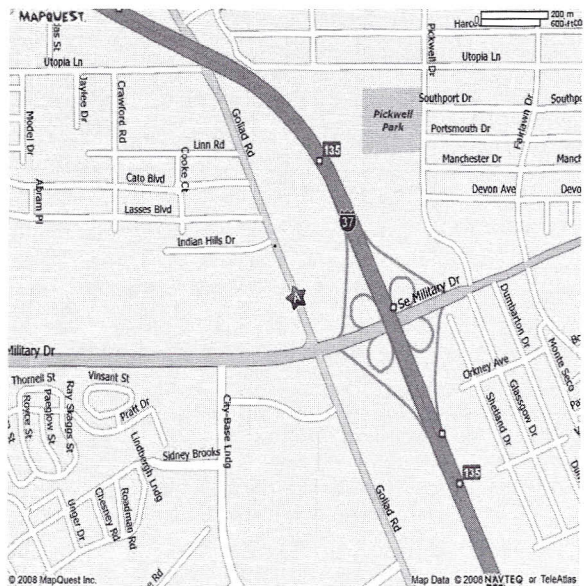 MAPQUEST.
200 m
600-ft
Utopia Ln
Pickwell Dr
Utopia Ln
Jaylee Dr
Crawford Rd
Goliad Rd
Model Dr
Pickwell Park
Southport Dr
Portsmouth Dr
Fairlawn Dr
Manchester Dr
Devon Ave
135
Linn Rd
Cooke Ct
Cato Blvd
Abram Pl
Lasses Blvd
Indian Hills Dr
37
A
Se Military Dr
Dumbarton Dr
Monte Seco
Military Dr
Orkney Ave
Shetland Dr
Glasgow Dr
Thornell St
Vinsant St
Royce St
Paeglow St
Ray Skaggs St
Pratt Dr
City-Base Lndg
Lindbergh Lndg
Sidney Brooks
Unger Dr
Chesney Rd
Roadman Rd
Goliad Rd
135
© 2008 MapQuest Inc.
Map Data © 2008 NAVTEQ or TeleAtlas